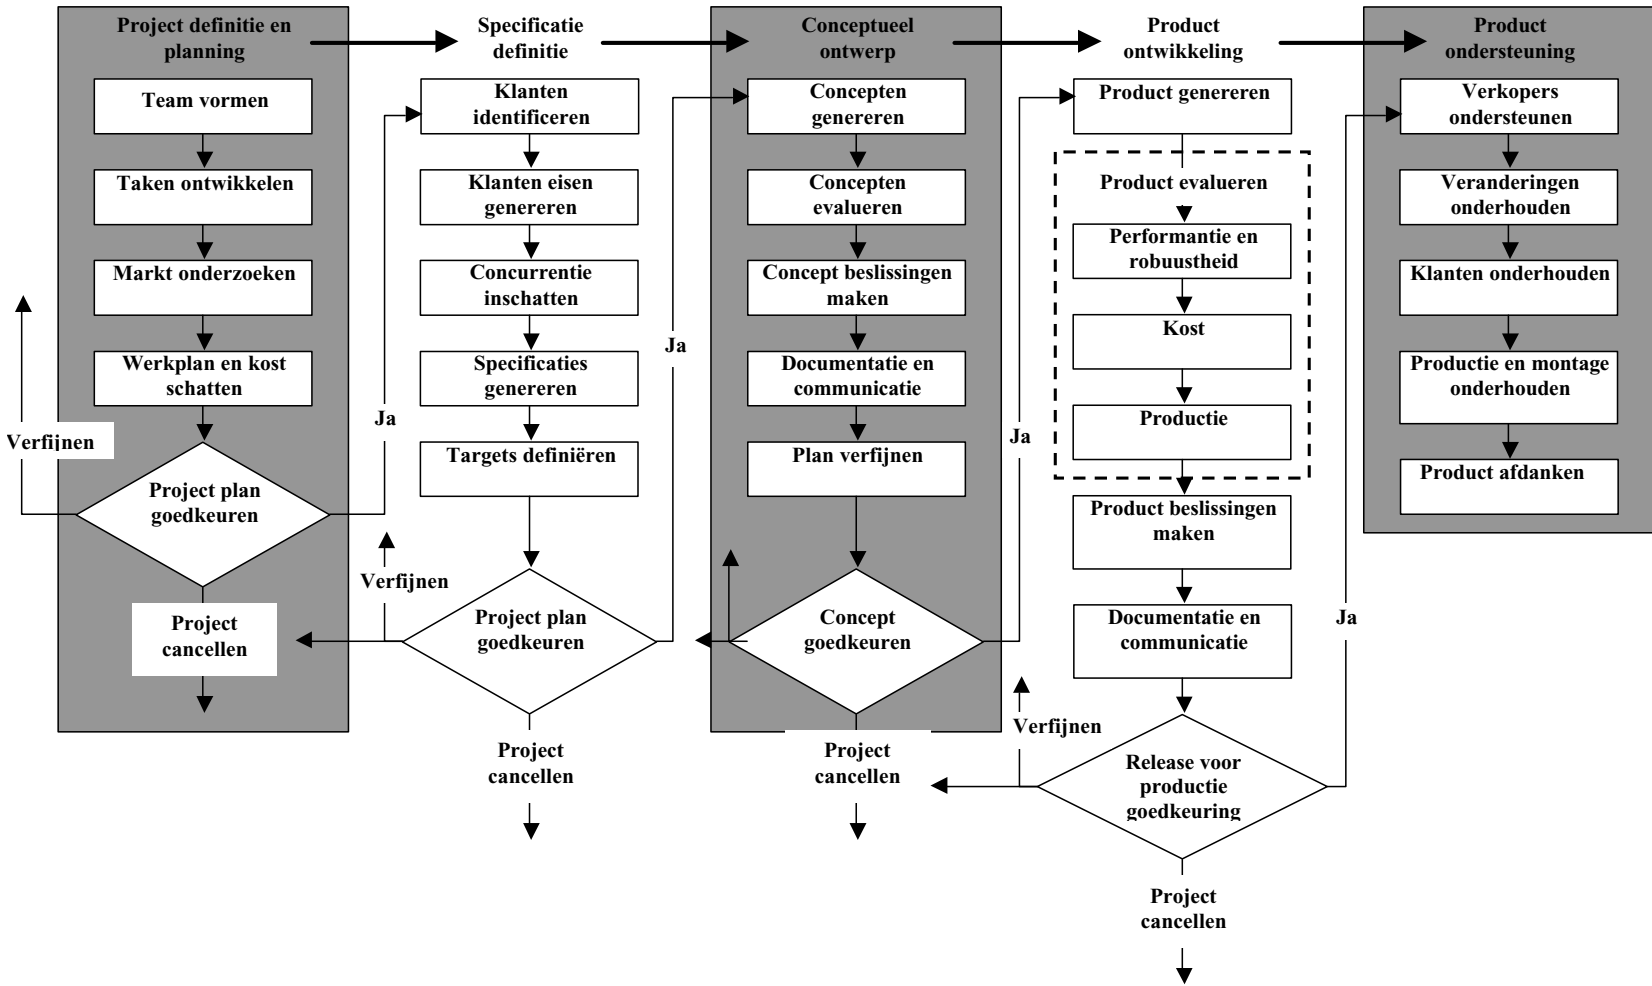 Project definitie en
planning
Team vormen
Taken ontwikkelen
Markt onderzoeken
Werkplan en kost
schatten
Verfijnen
Project plan
goedkeuren
Project
cancellen
Ja
Specificatie
definitie
Klanten
identificeren
Klanten eisen
genereren
Concurrentie
inschatten
Specificaties
genereren
Targets definiëren
Verfijnen
Project plan
goedkeuren
Project
cancellen
Ja
Conceptueel
ontwerp
Concepten
genereren
Concepten
evalueren
Concept beslissingen
maken
Documentatie en
communicatie
Plan verfijnen
Concept
goedkeuren
Project
cancellen
Ja
Product
ontwikkeling
Product genereren
Product evalueren
Performantie en
robuustheid
Kost
Productie
Product beslissingen
maken
Documentatie en
communicatie
Verfijnen
Release voor
productie
goedkeuring
Project
cancellen
Ja
Product
ondersteuning
Verkopers
ondersteunen
Veranderingen
onderhouden
Klanten onderhouden
Productie en montage
onderhouden
Product afdanken